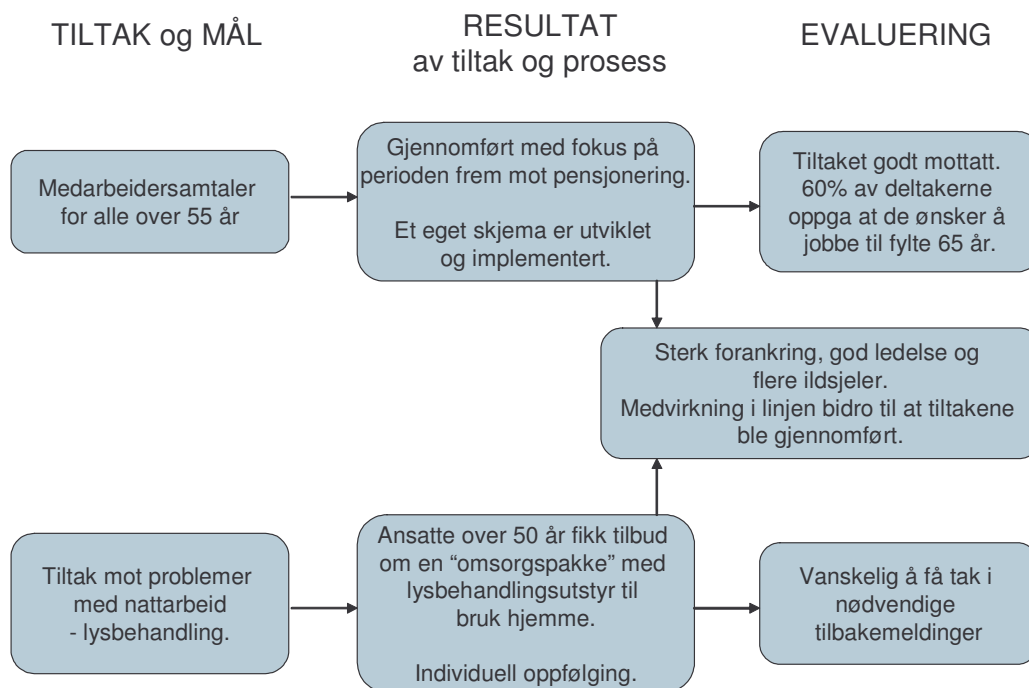 TILTAK og MÅL
RESULTAT
av tiltak og prosess
EVALUERING
Medarbeidersamtaler
for alle over 55 år
Gjennomført med fokus på
perioden frem mot pensjonering.
Et eget skjema er utviklet
og implementert.
Tiltaket godt mottatt.
60% av deltakerne
oppga at de ønsker å
jobbe til fylte 65 år.
Sterk forankring, god ledelse og
flere ildsjeler.
Medvirkning i linjen bidro til at tiltakene
ble gjennomført.
Tiltak mot problemer
med nattarbeid
- lysbehandling.
Ansatte over 50 år fikk tilbud
om en “omsorgspakke” med
lysbehandlingsutstyr til
bruk hjemme.
Individuell oppfølging.
Vanskelig å få tak i
nødvendige
tilbakemeldinger